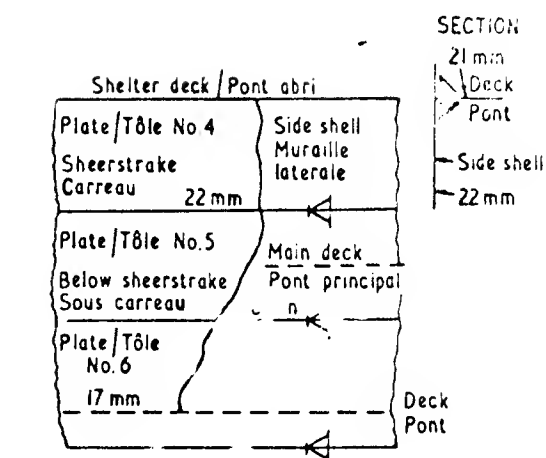 SECTION
21 mm
Deck
Pont
Side shell
22 mm
Shelter deck / Pont abri
Plate / Tôle No. 4
Sheerstrake
Carreau
22 mm
Side shell
Muraille
laterale
Plate / Tôle No. 5
Below sheerstrake
Sous carreau
Main deck
Pont principal
n
Plate / Tôle
No. 6
17 mm
Deck
Pont